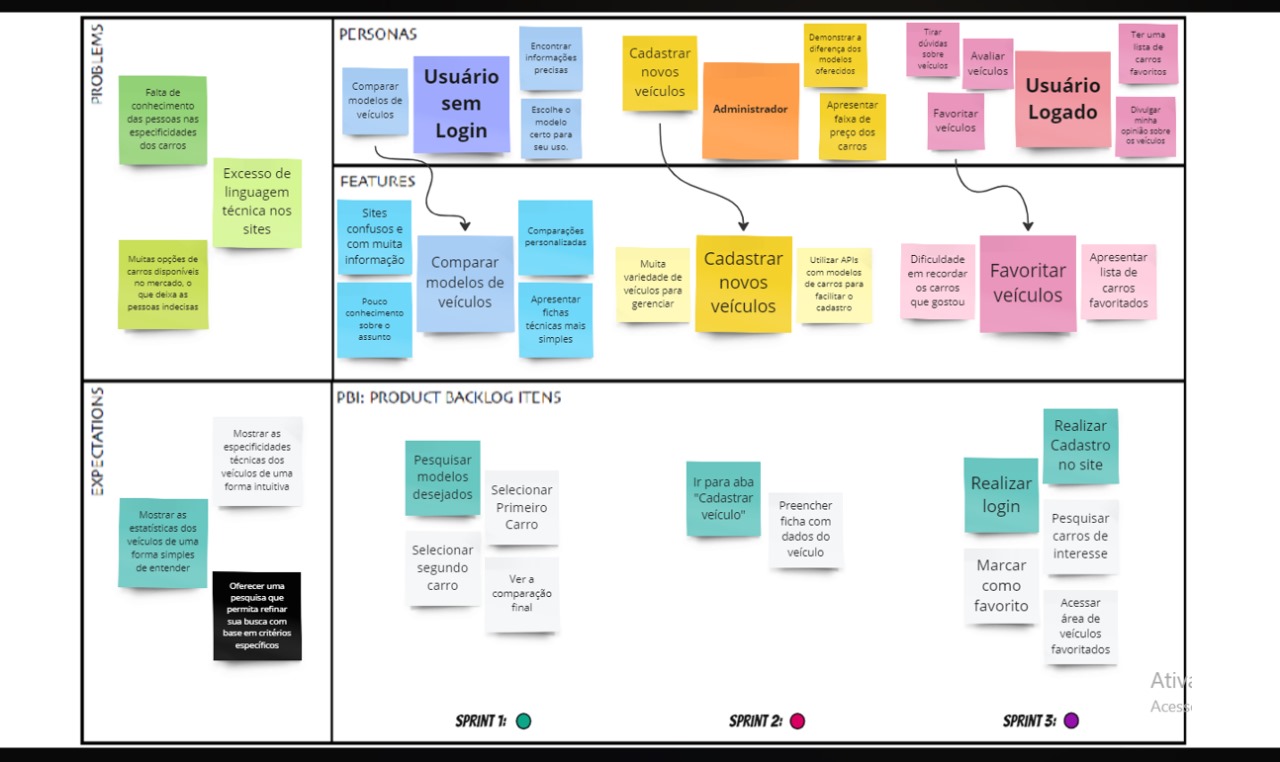 PROBLEMS
Falta de
conhecimento
das pessoas nas
especificidades
dos carros
Excesso de
linguagem
técnica nos
sites
Muitas opções de
carros disponíveis
no mercado, o
que deixa as
pessoas indecisas
PERSONAS
Comparar
modelos de
veículos
Usuário
sem
Login
Encontrar
informações
precisas
Escolhe o
modelo
certo para
seu uso.
Cadastrar
novos
veículos
Administrador
Demonstrar a
diferença dos
modelos
oferecidos
Apresentar
faixa de
preço dos
carros
Tirar
dúvidas
sobre
veículos
Avaliar
veículos
Favoritar
veículos
Usuário
Logado
Ter uma
lista de
carros
favoritos
Divulgar
minha
opinião sobre
os veículos
FEATURES
Sites
confusos e
com muita
informação
Pouco
conhecimento
sobre o
assunto
Comparar
modelos de
veículos
Comparações
personalizadas
Apresentar
fichas
técnicas mais
simples
Muita
variedade de
veículos para
gerenciar
Cadastrar
novos
veículos
Utilizar APIs
com modelos
de carros para
facilitar o
cadastro
Dificuldade
em recordar
os carros
que gostou
Favoritar
veículos
Apresentar
lista de
carros
favoritados
EXPECTATIONS
Mostrar as
especificidades
técnicas dos
veículos de uma
forma intuitiva
Mostrar as
estatísticas dos
veículos de uma
forma simples
de entender
Oferecer uma
pesquisa que
permita refinar
sua busca com
base em critérios
específicos
PBI: PRODUCT BACKLOG ITENS
Pesquisar
modelos
desejados
Selecionar
Primeiro
Carro
Selecionar
segundo
carro
Ver a
comparação
final
Ir para aba
"Cadastrar
veículo"
Preencher
ficha com
dados do
veículo
Realizar
Cadastro
no site
Realizar
login
Pesquisar
carros de
interesse
Marcar
como
favorito
Acessar
área de
veículos
favoritados
SPRINT 1:
SPRINT 2:
SPRINT 3: